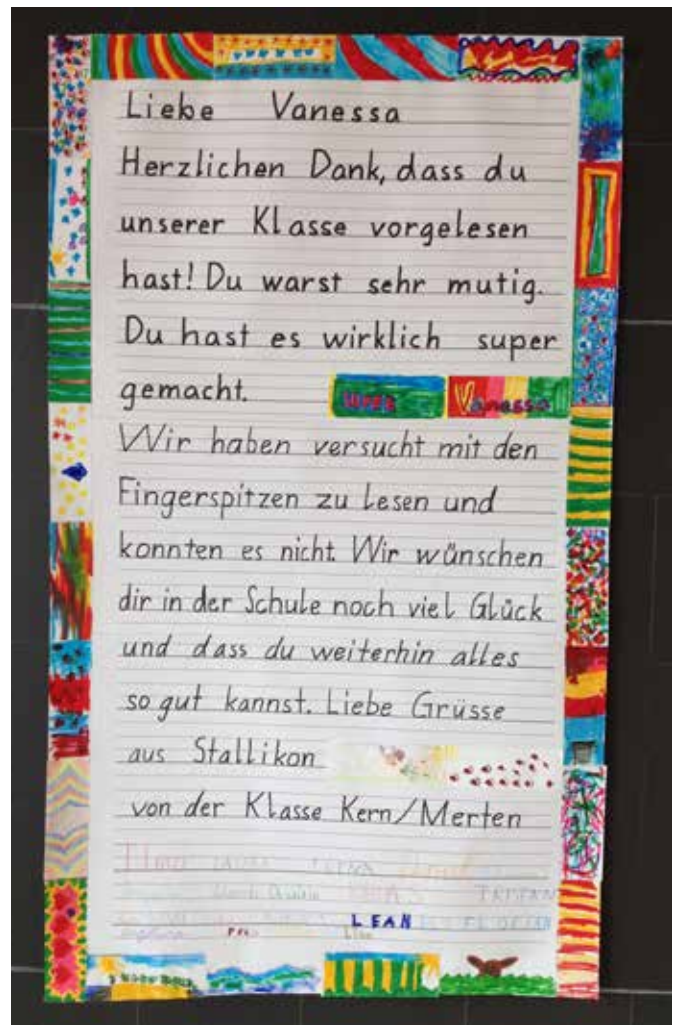 Liebe Vanessa
Herzlichen Dank, dass du
unserer Klasse vorgelesen
hast! Du warst sehr mutig.
Du hast es wirklich super
gemacht.
Vanessa
Wir haben versucht mit den
Fingerspitzen zu lesen und
konnten es nicht. Wir wünschen
dir in der Schule noch viel Glück
und dass du weiterhin alles
so gut kannst. Liebe Grüsse
aus Stallikon
von der Klasse Kern/Merten
TRISTAN
LEAN FLORIAN